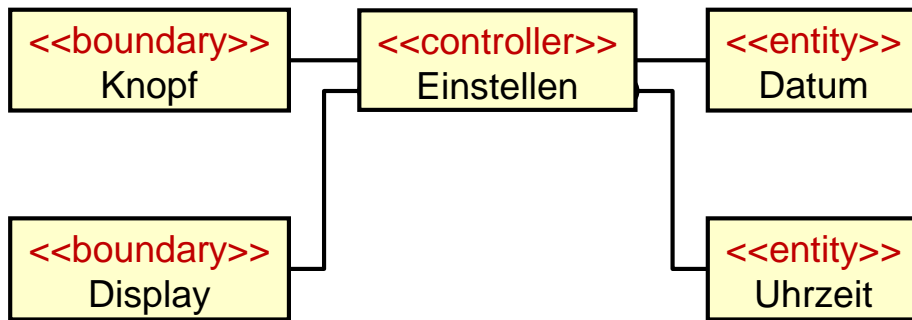 <<boundary>>
Knopf
<<controller>>
Einstellen
<<entity>>
Datum
<<boundary>>
Display
<<entity>>
Uhrzeit